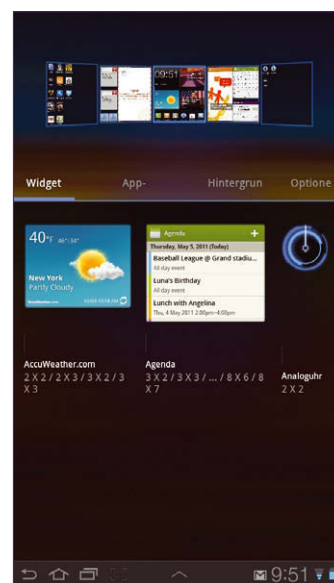 09:51
Widget App- Hintergrun Optione
40°F 46°/34°
New York
Partly Cloudy
Agenda +
Thursday, May 5, 2011 (Today)
Baseball League @ Grand stadiu...
All day event
Luna's Birthday
All day event
Lunch with Angelina
Thu, 4 May 2011 2:00pm~4:00pm
AccuWeather.com
2 X 2 / 2 X 3 / 3 X 2 / 3
X 3
Agenda
3 X 2 / 3 X 3 / ... / 8 X 6 / 8
X 7
Analoguhr
2 X 2
9:51